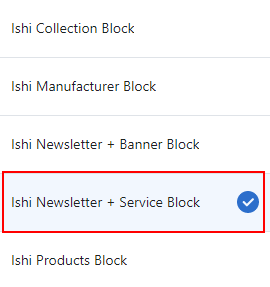 Ishi Collection Block
Ishi Manufacturer Block
Ishi Newsletter + Banner Block
Ishi Newsletter + Service Block
Ishi Products Block